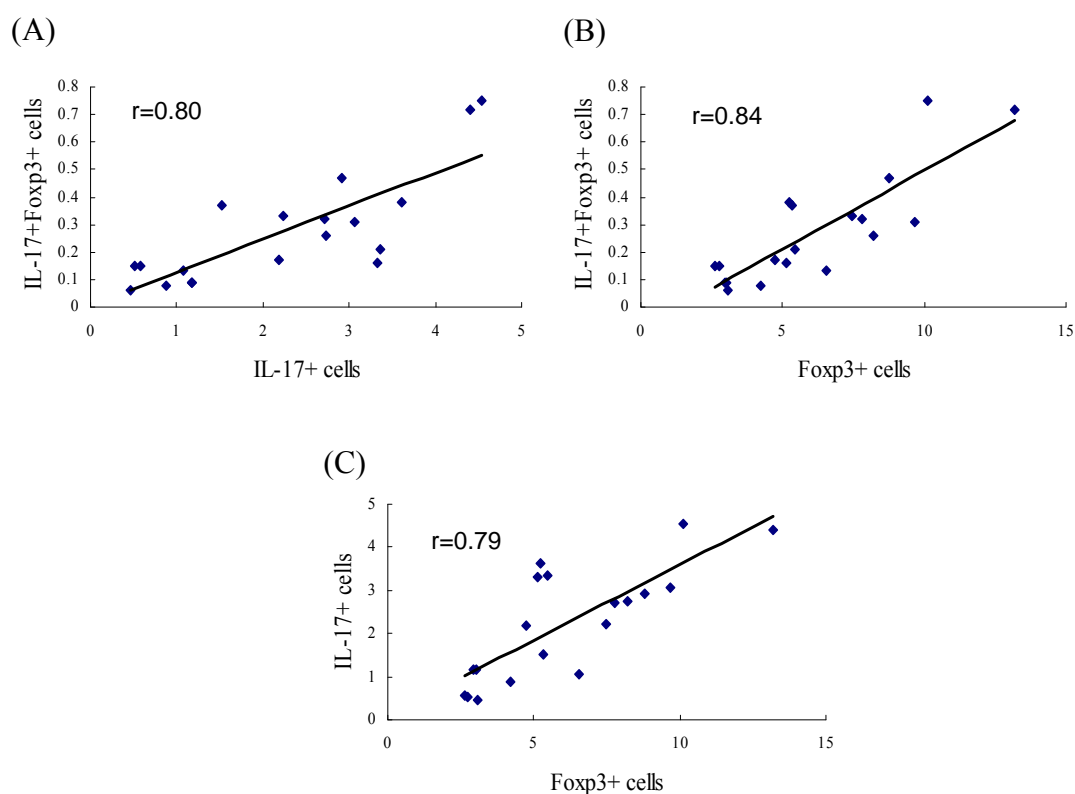 (A)
IL-17+Foxp3+ cells
0.8
0.7
0.6
0.5
0.4
0.3
0.2
0.1
0
r=0.80
0 1 2 3 4 5
IL-17+ cells
(B)
IL-17+Foxp3+ cells
0.8
0.7
0.6
0.5
0.4
0.3
0.2
0.1
0
r=0.84
0 5 10 15
Foxp3+ cells
(C)
IL-17+ cells
5
4
3
2
1
0
r=0.79
0 5 10 15
Foxp3+ cells